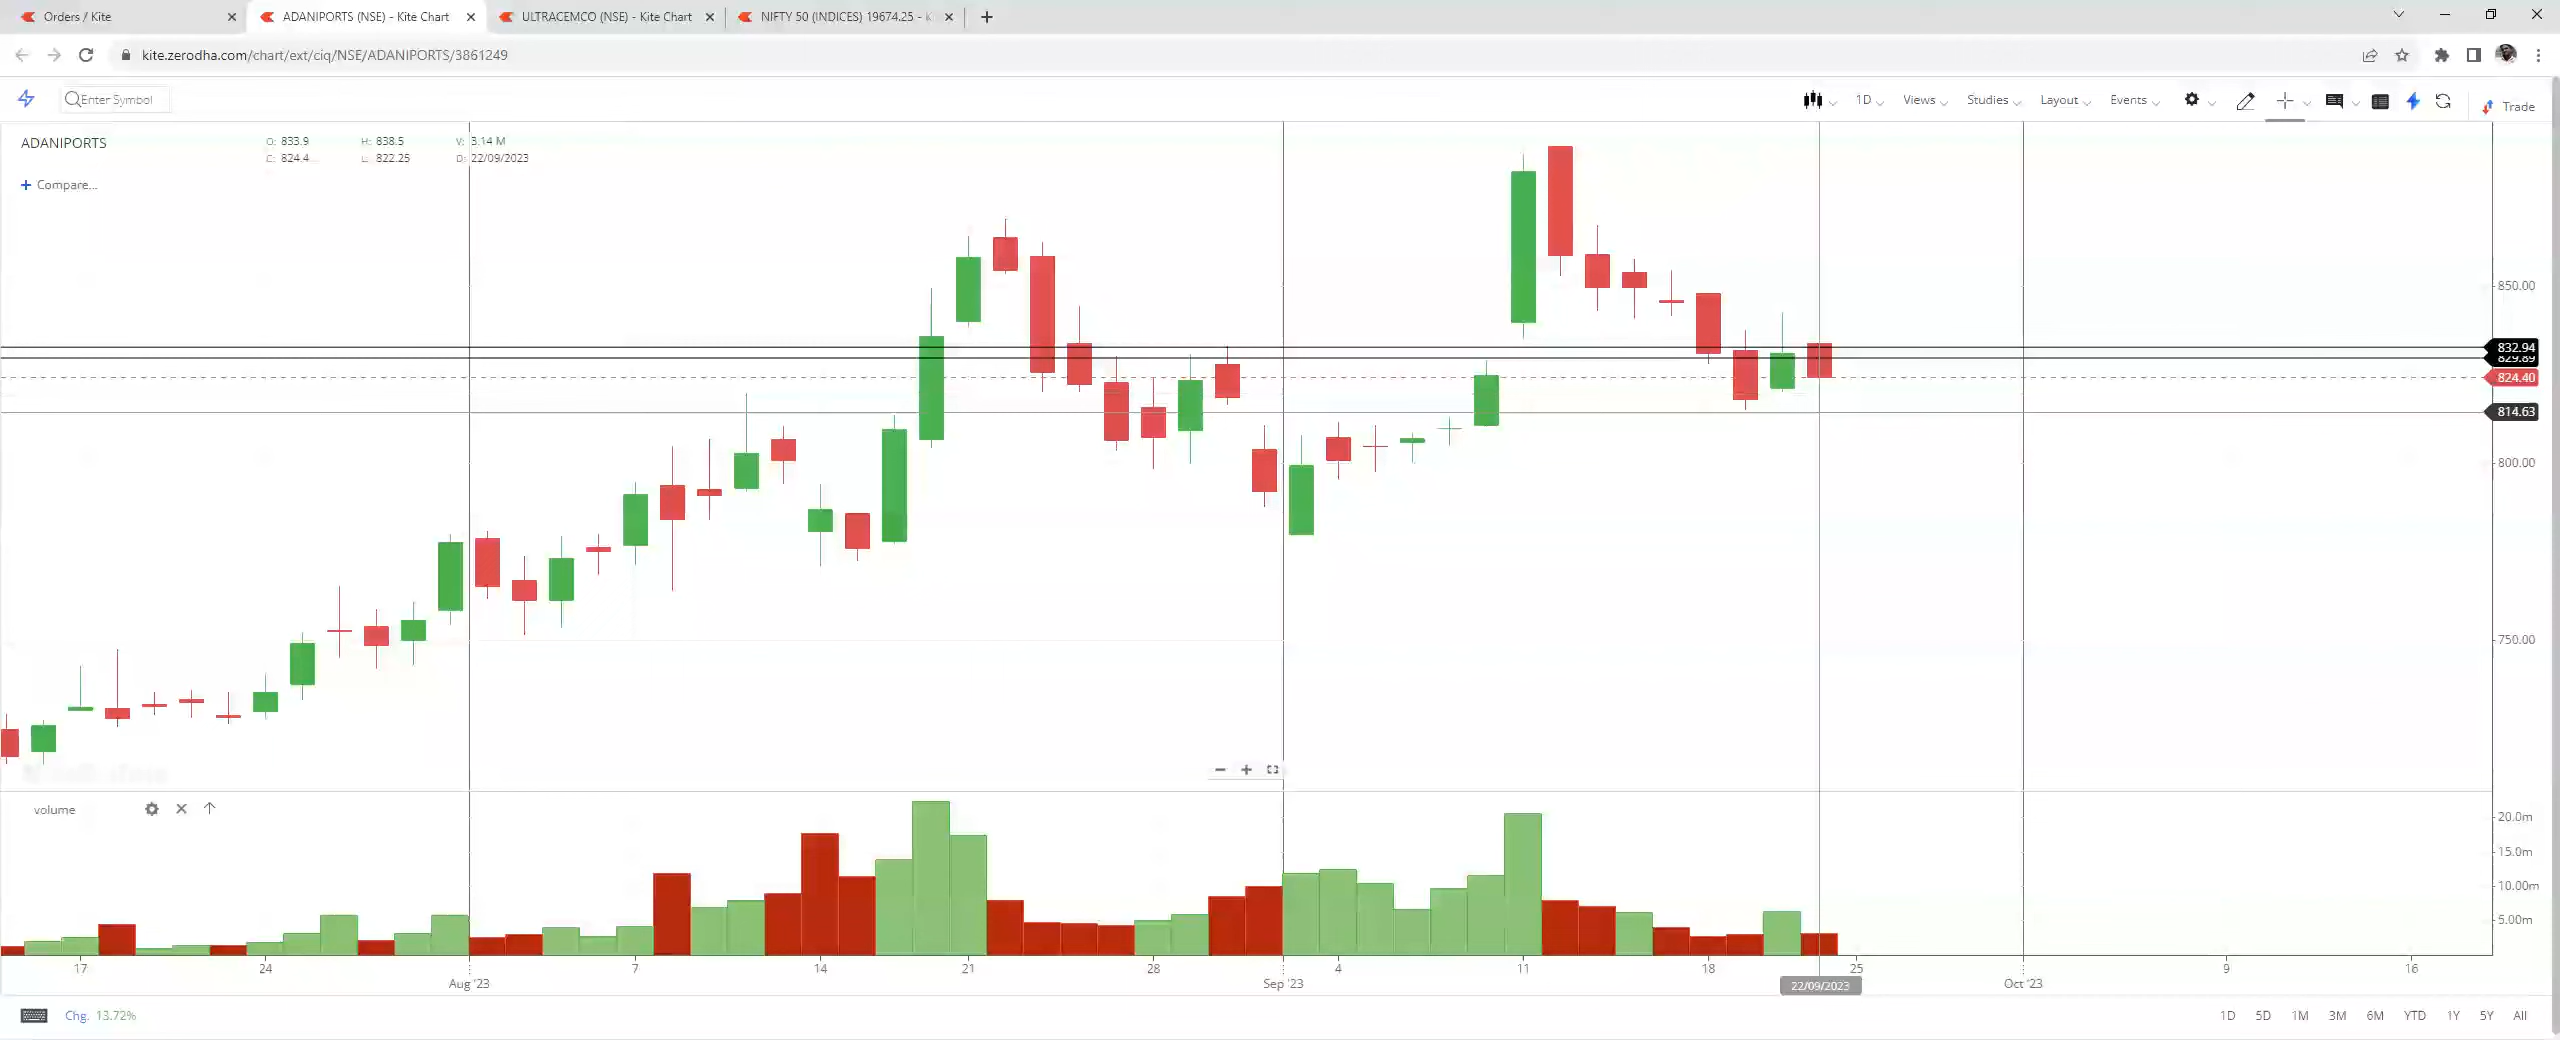 Orders / Kite
ADANIPORTS (NSE) - Kite Chart
ULTRACEMCO (NSE) - Kite Chart
NIFTY 50 (INDICES) 19674.25 -
kite.zerodha.com/chart/ext/ciq/NSE/ADANIPORTS/3861249
Enter Symbol
1D Views Studies Layout Events Trade
ADANIPORTS
O: 833.9 H: 838.5 V: 3.14 M
C: 824.4 L: 822.25 D: 22/09/2023
+ Compare...
850.00
832.94
829.89
824.40
814.63
800.00
750.00
volume
20.0m
15.0m
10.00m
5.00m
17 24 7 14 21 28 4 11 18 25 9 16
Aug '23 Sep '23 22/09/2023 Oct '23
Chg. 13.72%
1D 5D 1M 3M 6M YTD 1Y 5Y All